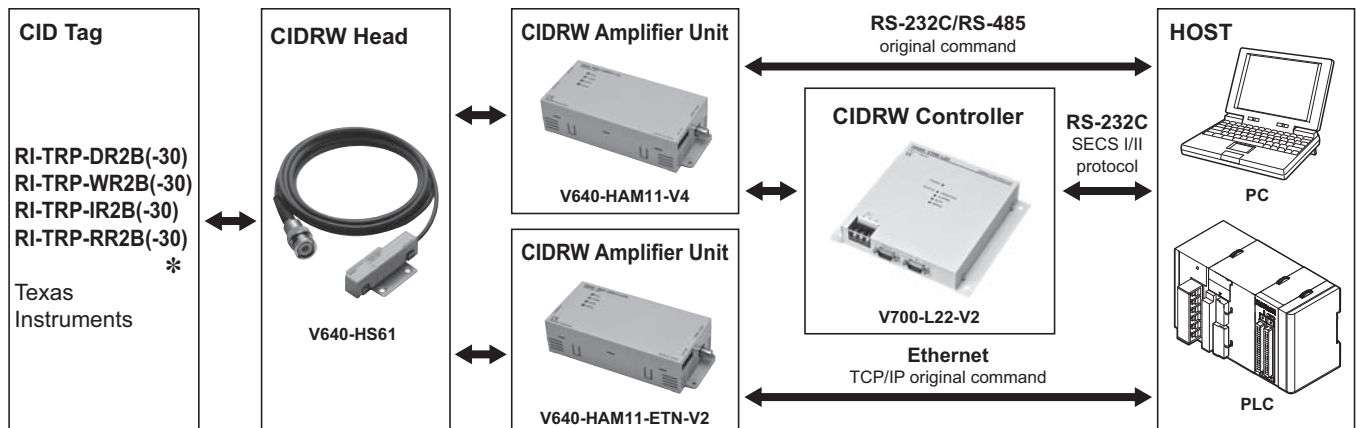 CID Tag
RI-TRP-DR2B(-30)
RI-TRP-WR2B(-30)
RI-TRP-IR2B(-30)
RI-TRP-RR2B(-30)
*
Texas
Instruments
CIDRW Head
V640-HS61
CIDRW Amplifier Unit
V640-HAM11-V4
CIDRW Amplifier Unit
V640-HAM11-ETN-V2
RS-232C/RS-485
original command
CIDRW Controller
V700-L22-V2
RS-232C
SECS I/II
protocol
Ethernet
TCP/IP original command
HOST
PC
PLC